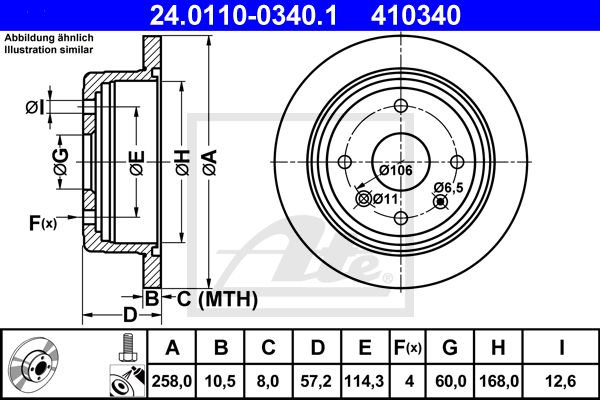 24.0110-0340.1 410340
Abbildung ähnlich
Illustration similar
ØI
ØG
ØE
ØH
ØA
F(x)
B
C (MTH)
D
Ø106
Ø11
Ø6,5
Ate
A B C D E F(x) G H I
258,0 10,5 8,0 57,2 114,3 4 60,0 168,0 12,6